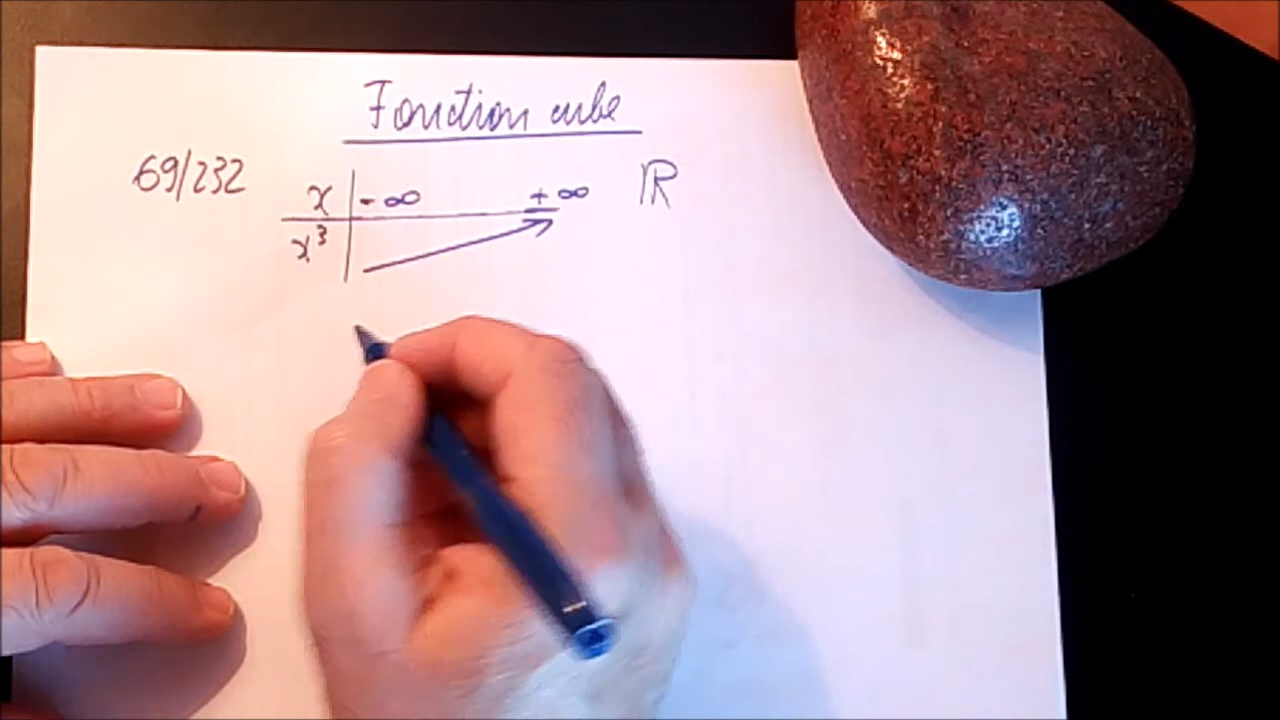 Fonction cube
69/232
x -∞ +∞ ℝ
x³